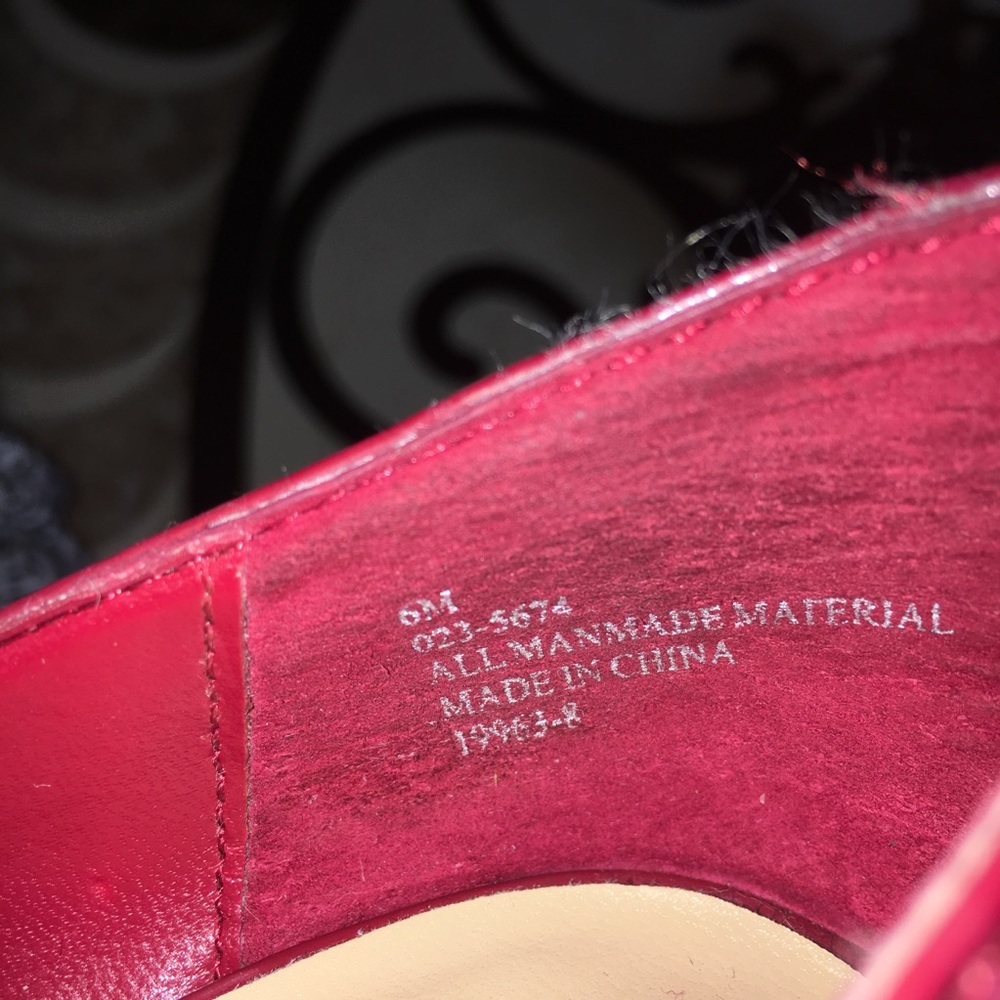 6M
023-5674
ALL MANMADE MATERIAL
MADE IN CHINA
19963-8